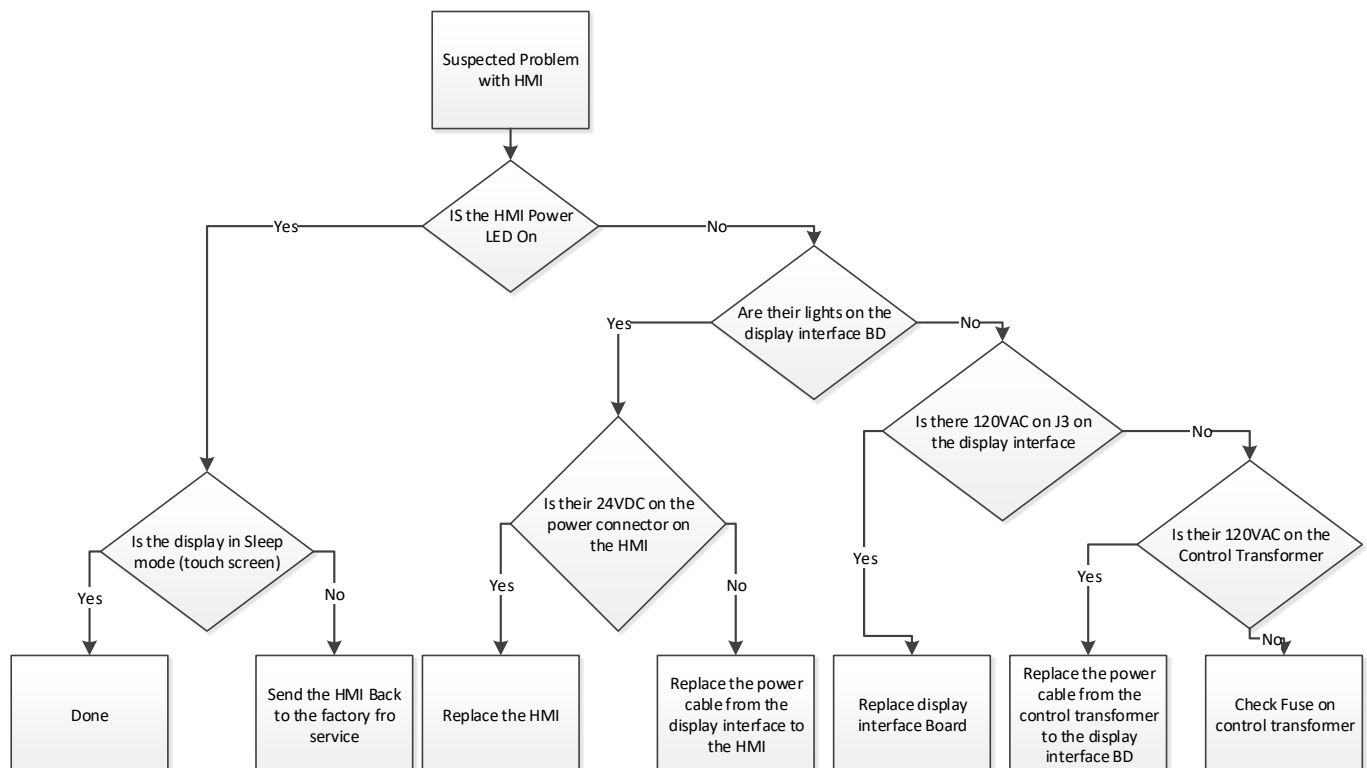 Suspected Problem
with HMI
IS the HMI Power
LED On
Yes
No
Are their lights on the
display interface BD
Yes
No
Is there 120VAC on J3 on
the display interface
No
Is their 24VDC on the
power connector on
the HMI
Is the display in Sleep
mode (touch screen)
Is their 120VAC on the
Control Transformer
Yes
No
Yes
No
Yes
Yes
No
Done
Send the HMI Back
to the factory fro
service
Replace the HMI
Replace the power
cable from the
display interface to
the HMI
Replace display
interface Board
Replace the power
cable from the
control transformer
to the display
interface BD
Check Fuse on
control transformer